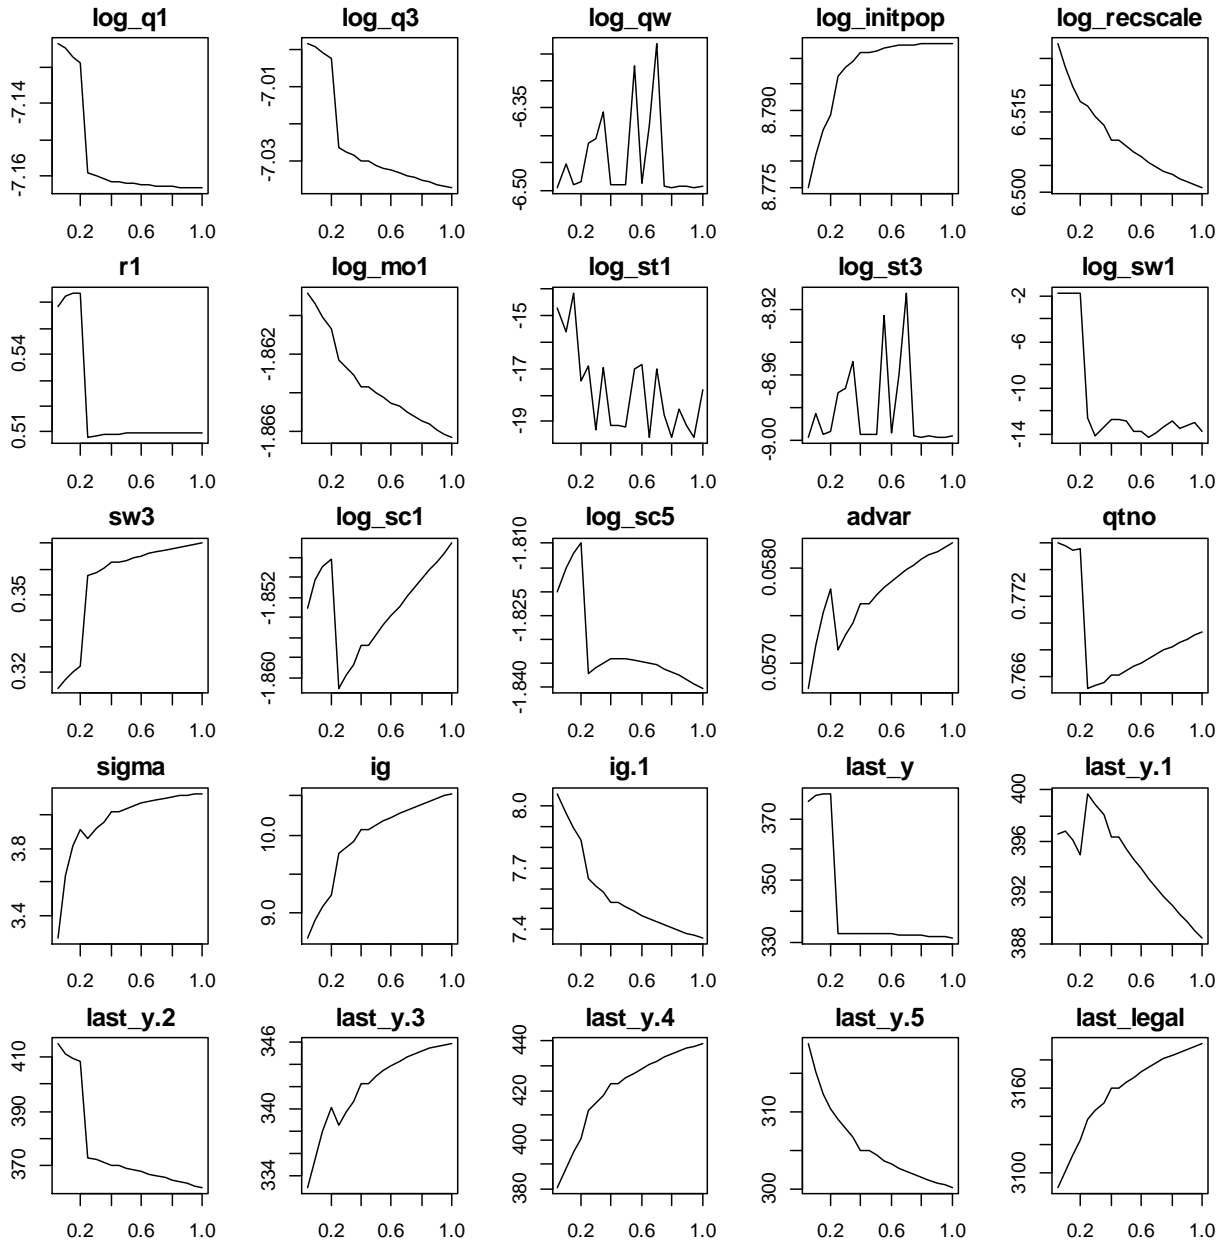 log_q1 log_q3 log_qw log_initpop log_recscale
-7.16 -7.14
-7.03 -7.01
-6.50 -6.35
8.775 8.790
6.500 6.515
0.2 0.6 1.0 0.2 0.6 1.0 0.2 0.6 1.0 0.2 0.6 1.0 0.2 0.6 1.0
r1 log_mo1 log_st1 log_st3 log_sw1
0.51 0.54
-1.866 -1.862
-19 -17 -15
-9.00 -8.96 -8.92
-14 -10 -6 -2
0.2 0.6 1.0 0.2 0.6 1.0 0.2 0.6 1.0 0.2 0.6 1.0 0.2 0.6 1.0
sw3 log_sc1 log_sc5 advar qtno
0.32 0.35
-1.860 -1.852
-1.840 -1.825 -1.810
0.0570 0.0580
0.766 0.772
0.2 0.6 1.0 0.2 0.6 1.0 0.2 0.6 1.0 0.2 0.6 1.0 0.2 0.6 1.0
sigma ig ig.1 last_y last_y.1
3.4 3.8
9.0 10.0
7.4 7.7 8.0
330 350 370
388 392 396 400
0.2 0.6 1.0 0.2 0.6 1.0 0.2 0.6 1.0 0.2 0.6 1.0 0.2 0.6 1.0
last_y.2 last_y.3 last_y.4 last_y.5 last_legal
370 390 410
334 340 346
380 400 420 440
300 310
3100 3160
0.2 0.6 1.0 0.2 0.6 1.0 0.2 0.6 1.0 0.2 0.6 1.0 0.2 0.6 1.0